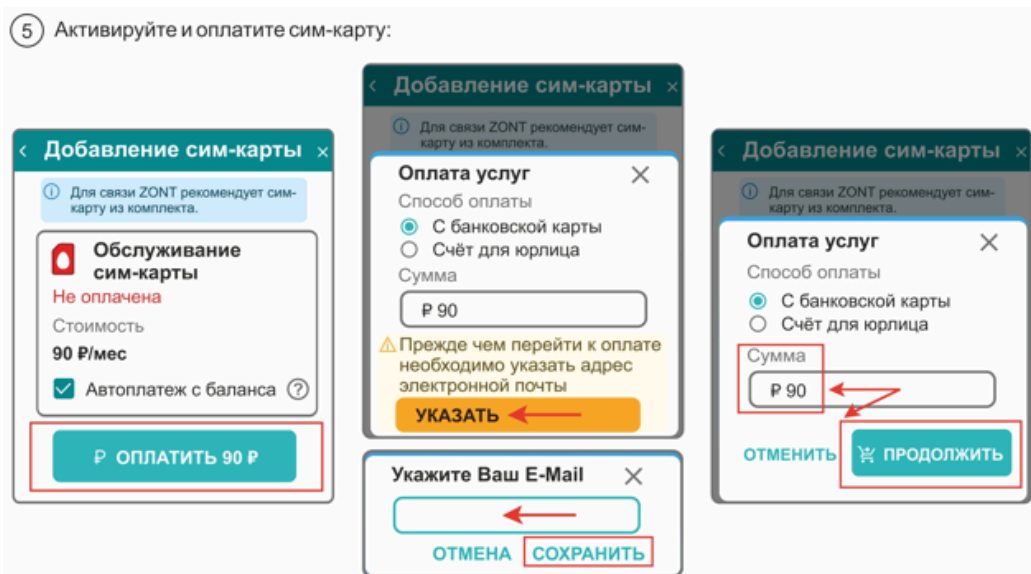 5 Активируйте и оплатите сим-карту:
‹ Добавление сим-карты ×
Для связи ZONT рекомендует сим-
карту из комплекта.
Обслуживание
сим-карты
Не оплачена
Стоимость
90 ₽/мес
Автоплатеж с баланса ?
₽ ОПЛАТИТЬ 90 ₽
‹ Добавление сим-карты ×
Для связи ZONT рекомендует сим-
карту из комплекта.
Оплата услуг
Способ оплаты
С банковской карты
Счёт для юрлица
Сумма
₽ 90
Прежде чем перейти к оплате
необходимо указать адрес
электронной почты
УКАЗАТЬ
Укажите Ваш E-Mail
ОТМЕНА СОХРАНИТЬ
‹ Добавление сим-карты ×
Для связи ZONT рекомендует сим-
карту из комплекта.
Оплата услуг
Способ оплаты
С банковской карты
Счёт для юрлица
Сумма
₽ 90
ОТМЕНИТЬ ПРОДОЛЖИТЬ